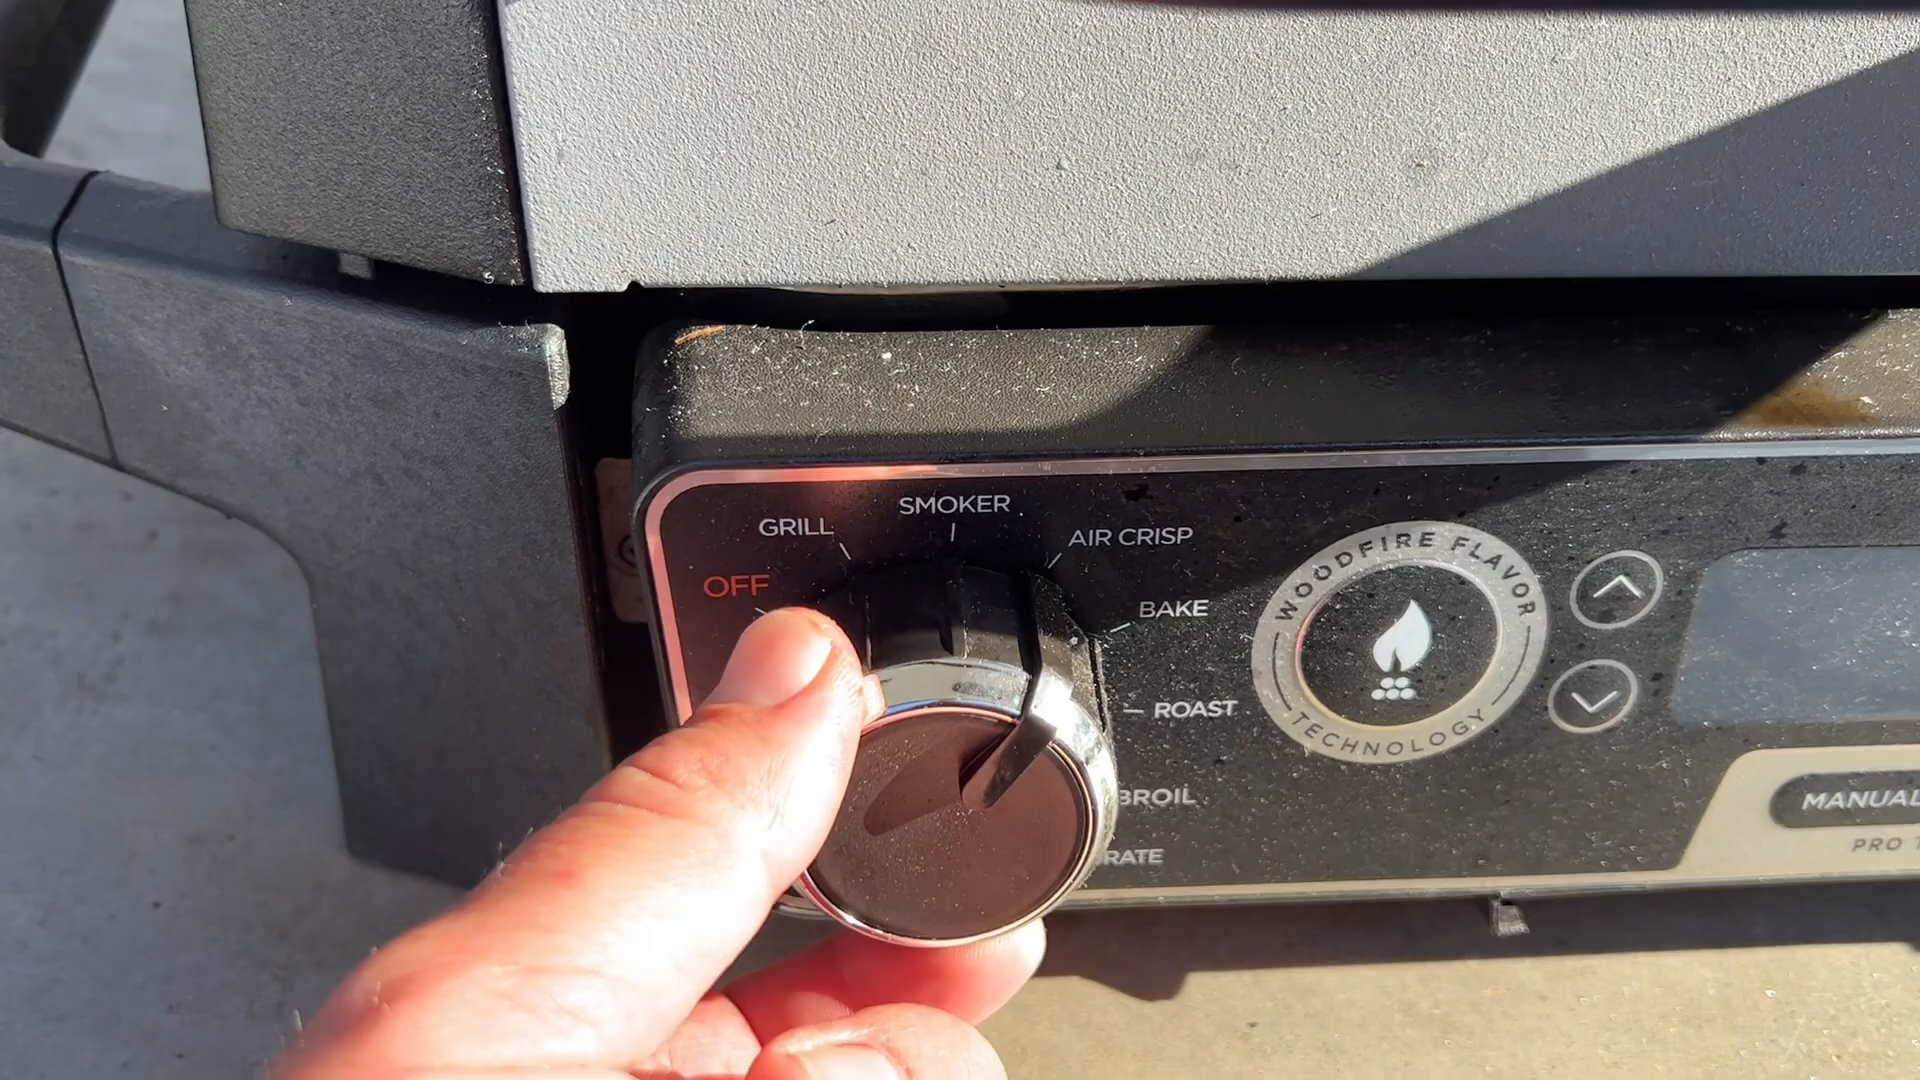 SMOKER
GRILL
AIR CRISP
OFF
BAKE
ROAST
BROIL
RATE
WOODFIRE FLAVOR
TECHNOLOGY
MANUAL
PRO